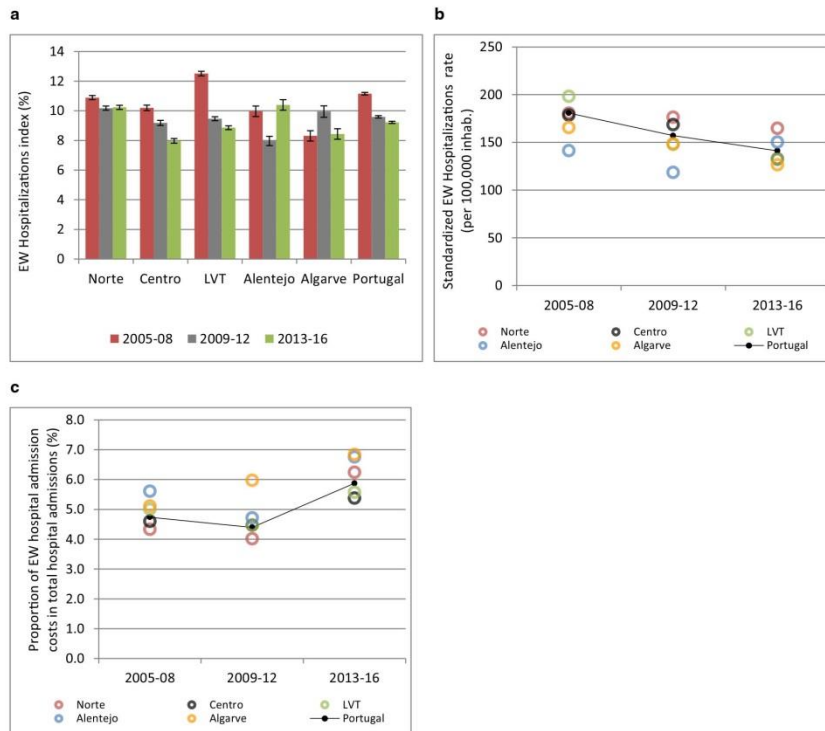 a
EW Hospitalizations index (%)
14
12
10
8
6
4
2
0
Norte Centro LVT Alentejo Algarve Portugal
2005-08 2009-12 2013-16
b
Standardized EW Hospitalizations rate
(per 100,000 inhab.)
250
200
150
100
50
0
2005-08 2009-12 2013-16
Norte Centro LVT
Alentejo Algarve Portugal
c
Proportion of EW hospital admission
costs in total hospital admissions (%)
8.0
7.0
6.0
5.0
4.0
3.0
2.0
1.0
0.0
2005-08 2009-12 2013-16
Norte Centro LVT
Alentejo Algarve Portugal